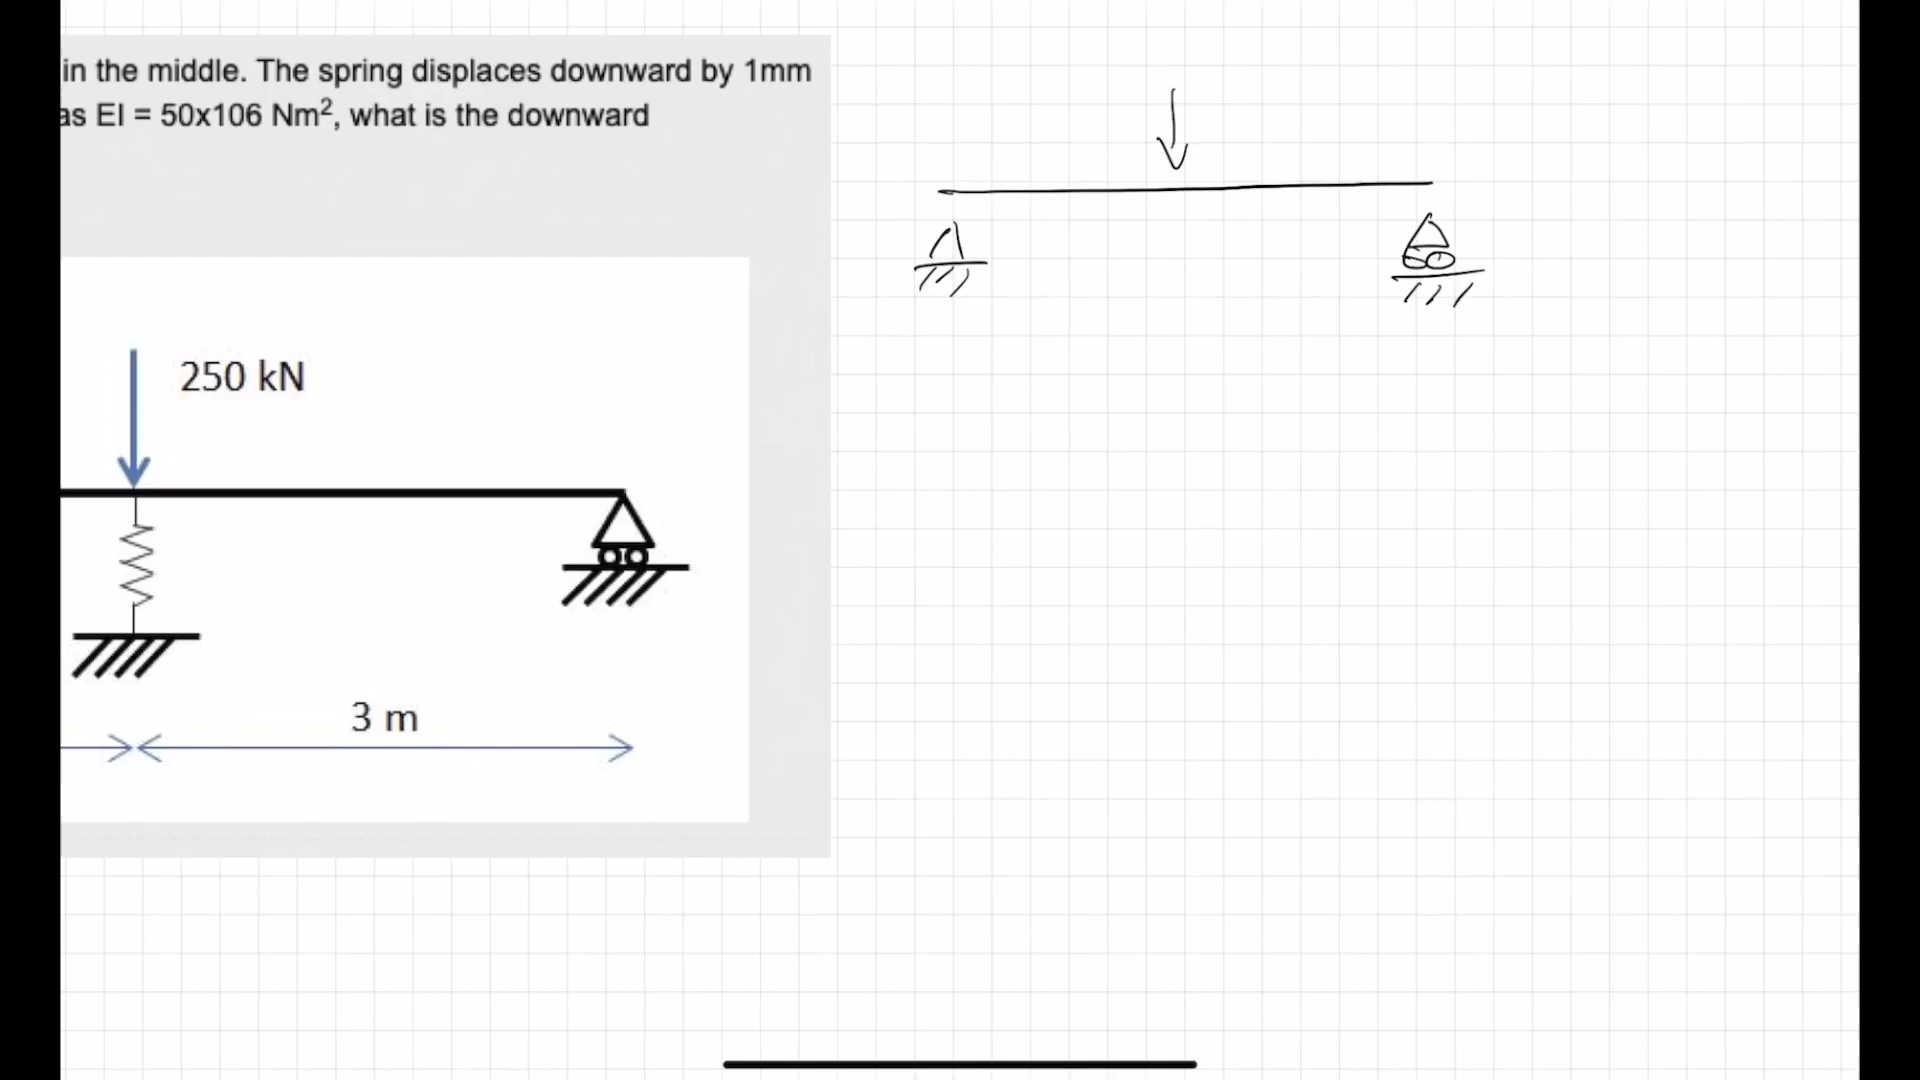 in the middle. The spring displaces downward by 1mm
as EI = 50x106 Nm², what is the downward
250 kN
3 m